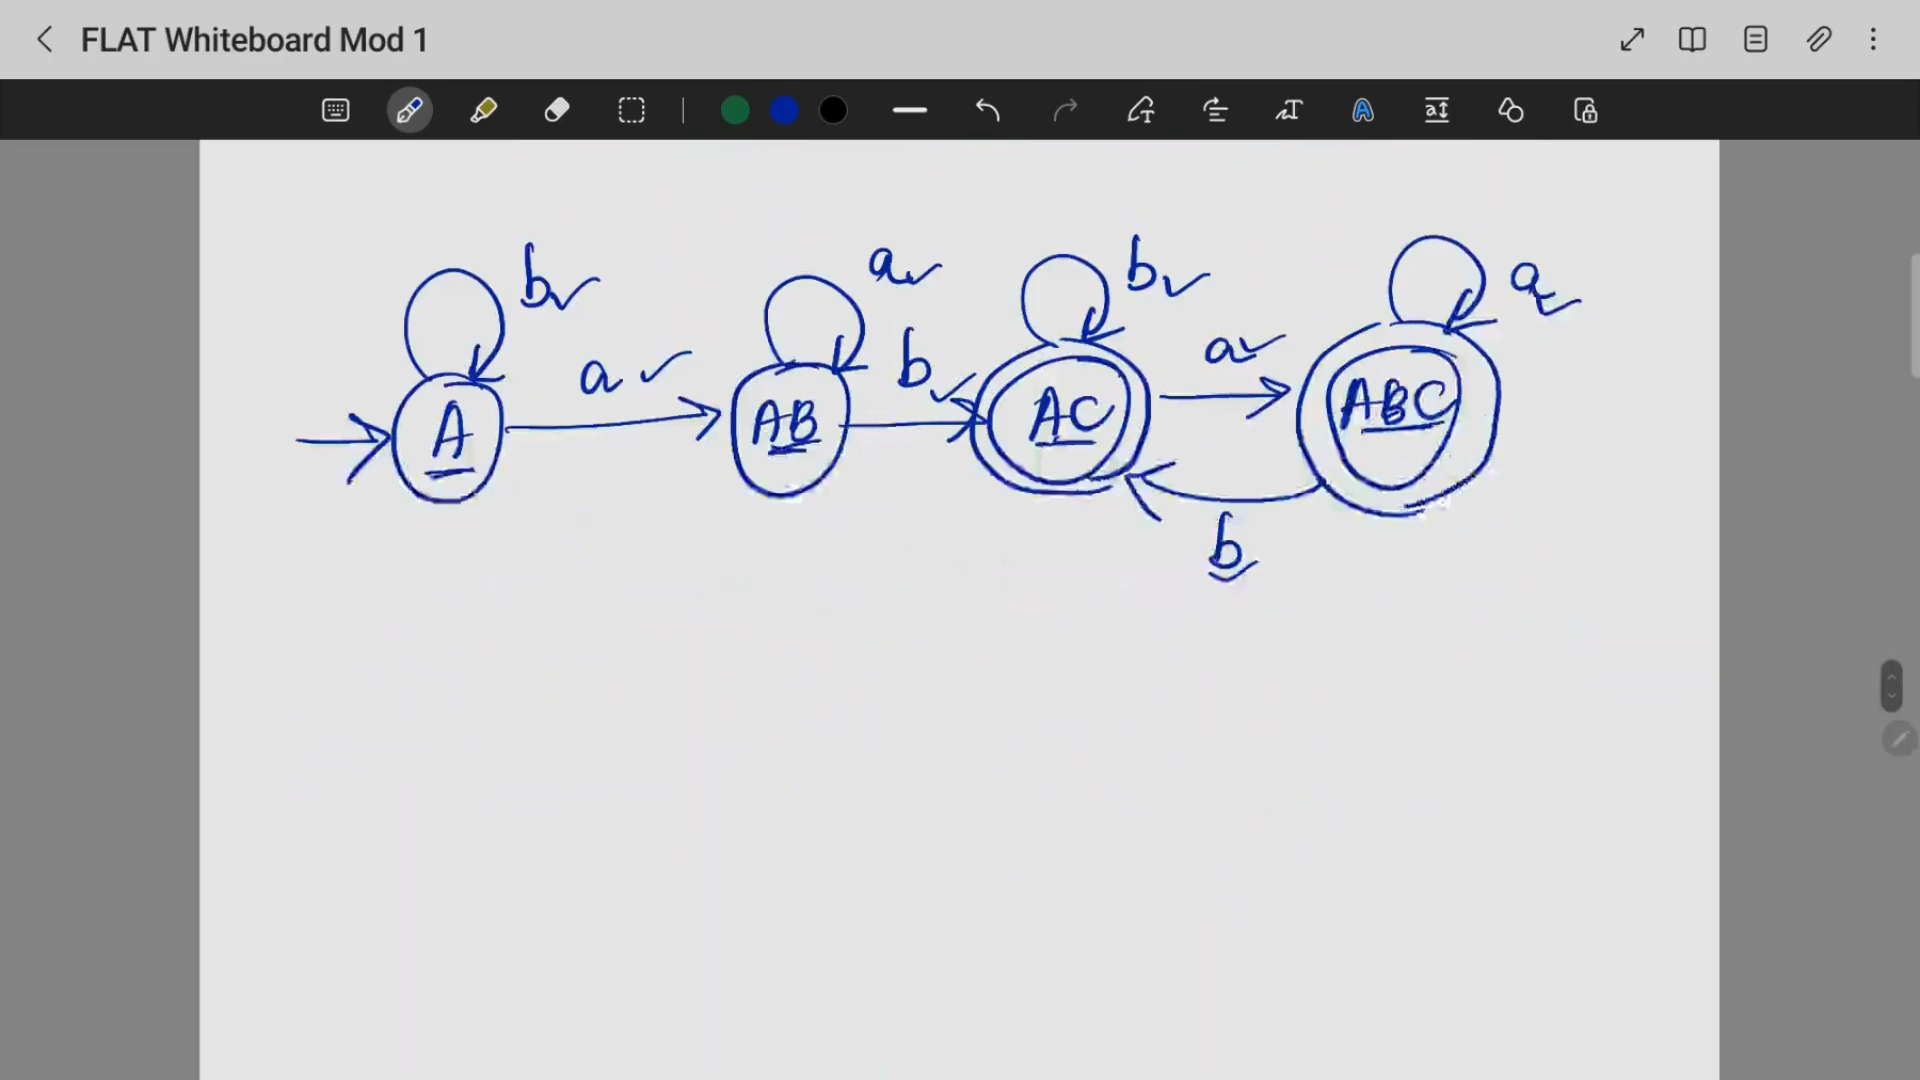 FLAT Whiteboard Mod 1
b a b a
a b a
A AB AC ABC
b